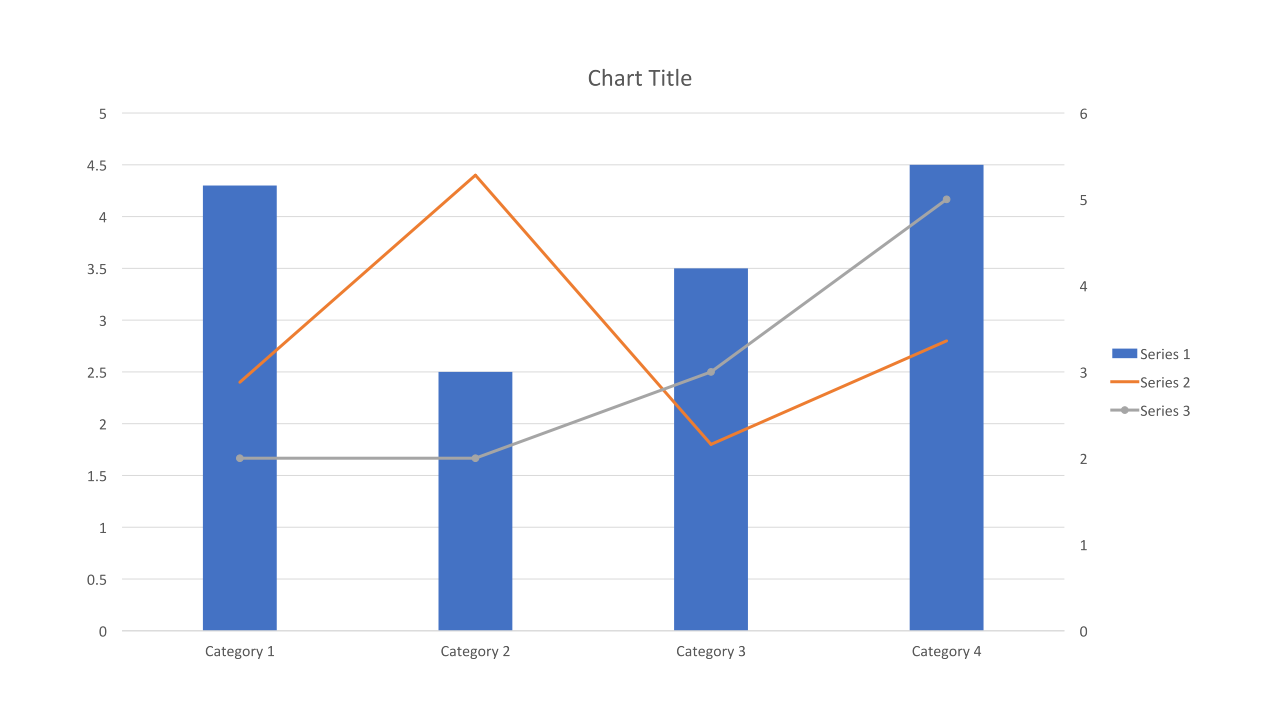 Chart Title
5
4.5
4
3.5
3
2.5
2
1.5
1
0.5
0
6
5
4
3
2
1
0
Category 1
Category 2
Category 3
Category 4
Series 1
Series 2
Series 3